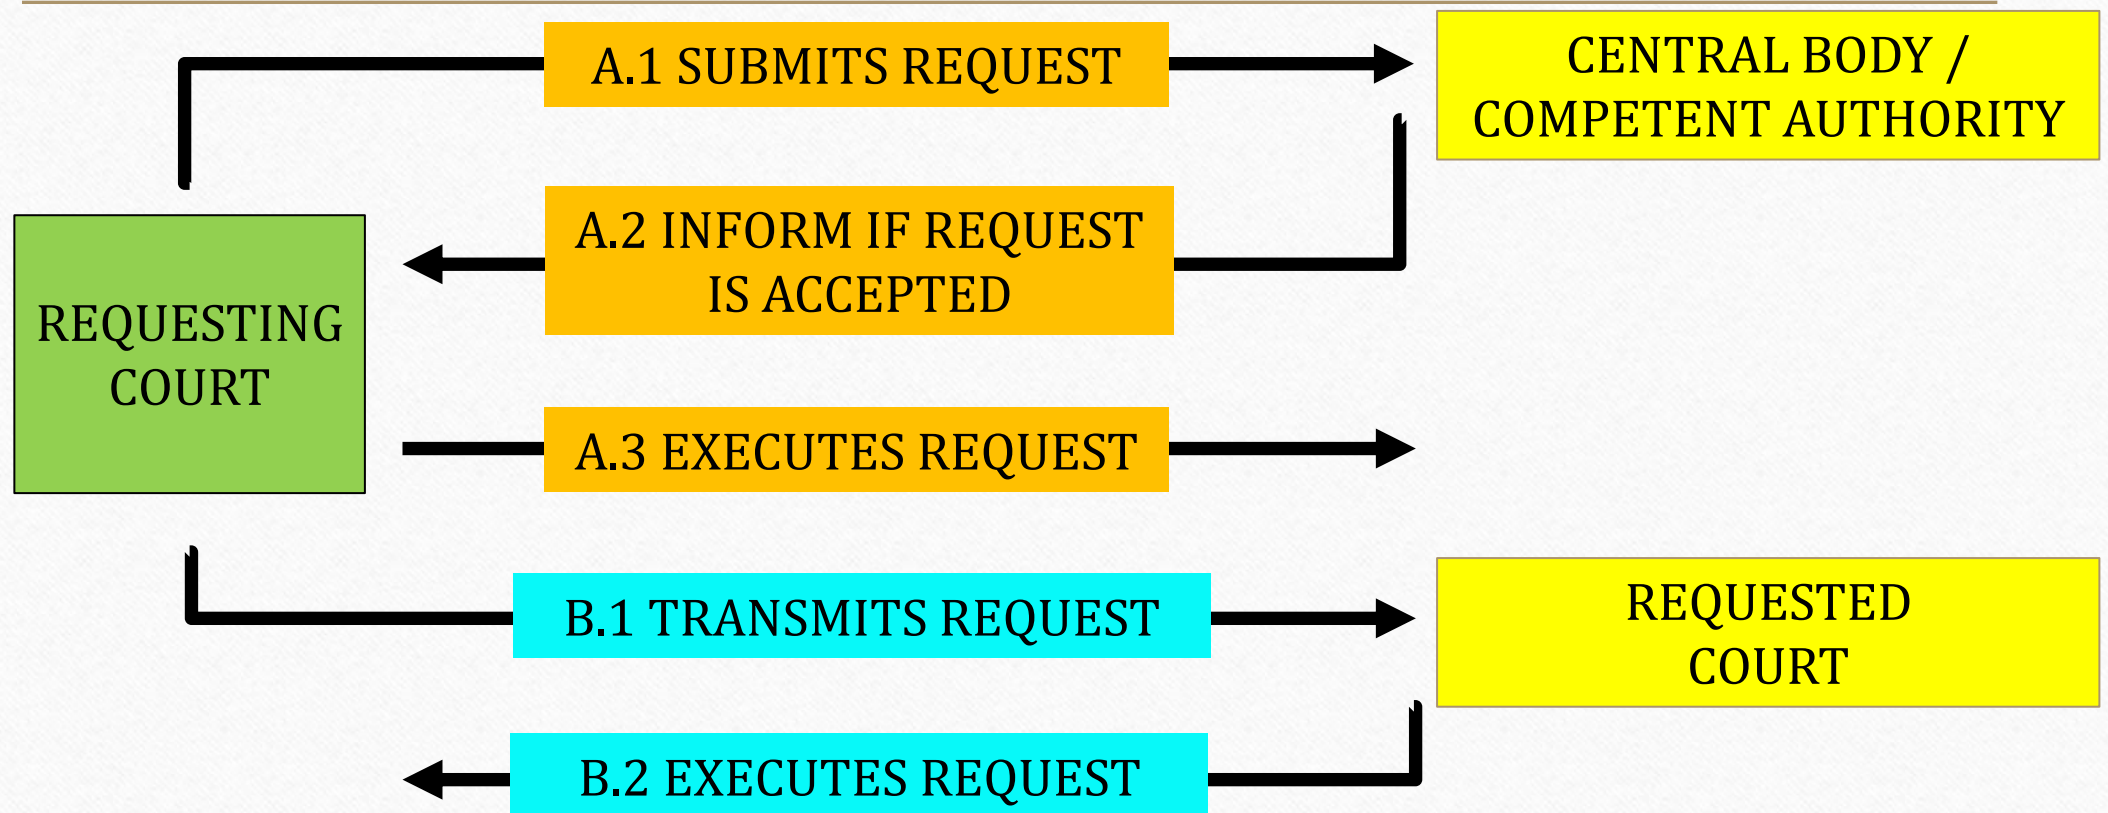 A.1 SUBMITS REQUEST
CENTRAL BODY /
COMPETENT AUTHORITY
A.2 INFORM IF REQUEST
IS ACCEPTED
REQUESTING
COURT
A.3 EXECUTES REQUEST
B.1 TRANSMITS REQUEST
REQUESTED
COURT
B.2 EXECUTES REQUEST